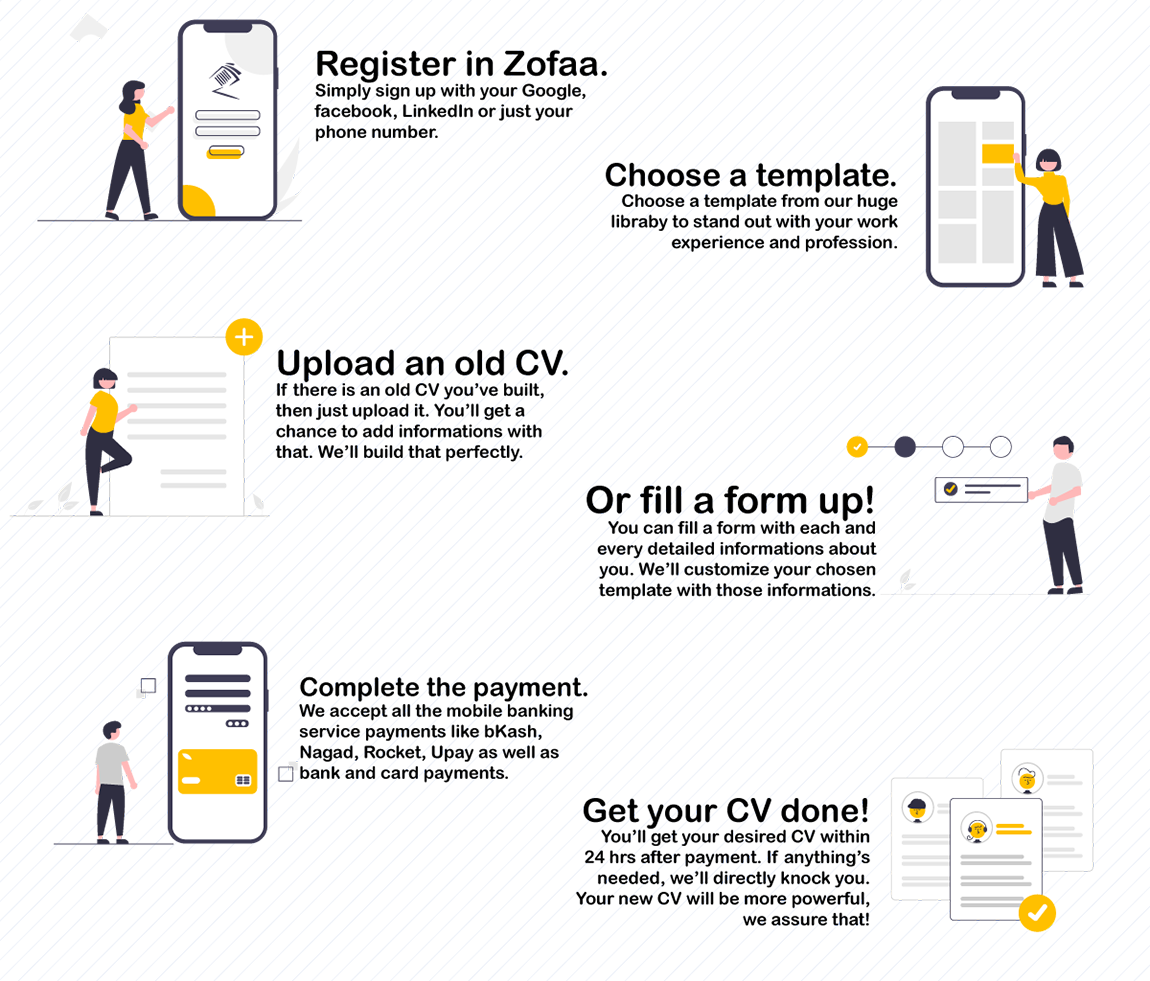 Register in Zofaa.
Simply sign up with your Google,
facebook, LinkedIn or just your
phone number.
Choose a template.
Choose a template from our huge
libraby to stand out with your work
experience and profession.
Upload an old CV.
If there is an old CV you’ve built,
then just upload it. You’ll get a
chance to add informations with
that. We’ll build that perfectly.
Or fill a form up!
You can fill a form with each and
every detailed informations about
you. We’ll customize your chosen
template with those informations.
Complete the payment.
We accept all the mobile banking
service payments like bKash,
Nagad, Rocket, Upay as well as
bank and card payments.
Get your CV done!
You’ll get your desired CV within
24 hrs after payment. If anything’s
needed, we’ll directly knock you.
Your new CV will be more powerful,
we assure that!